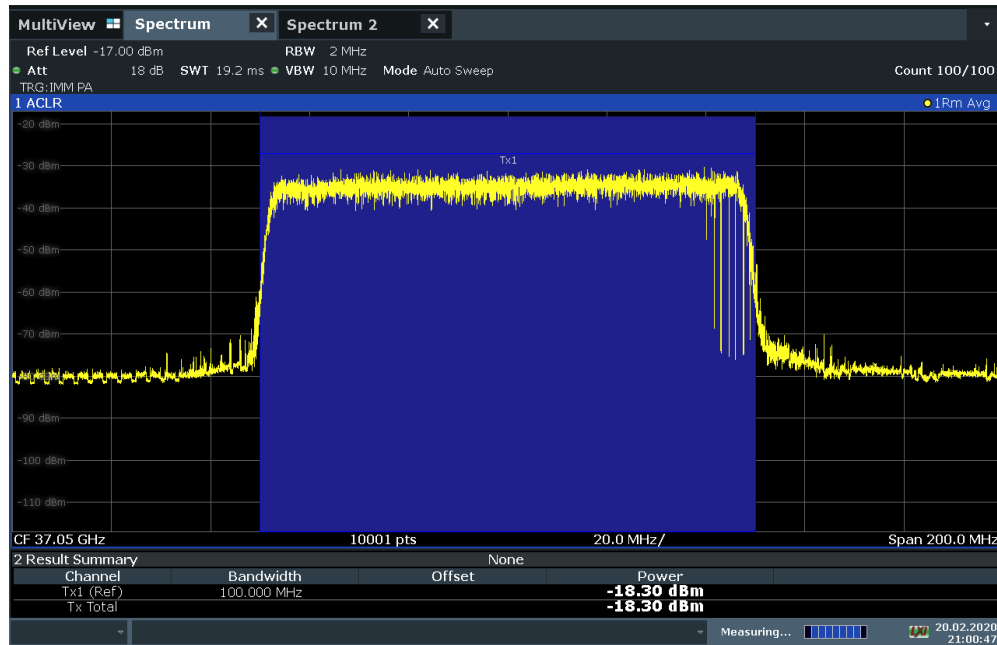 MultiView Spectrum X Spectrum 2 X
Ref Level -17.00 dBm RBW 2 MHz
Att 18 dB SWT 19.2 ms VBW 10 MHz Mode Auto Sweep Count 100/100
TRG:IMM PA
1 ACLR 1Rm Avg
-20 dBm
Tx1
-30 dBm
-40 dBm
-50 dBm
-60 dBm
-70 dBm
-90 dBm
-100 dBm
-110 dBm
CF 37.05 GHz 10001 pts 20.0 MHz/ Span 200.0 MHz
2 Result Summary None
Channel Bandwidth Offset Power
Tx1 (Ref) 100.000 MHz -18.30 dBm
Tx Total -18.30 dBm
Measuring... LXI 20.02.2020
21:00:47